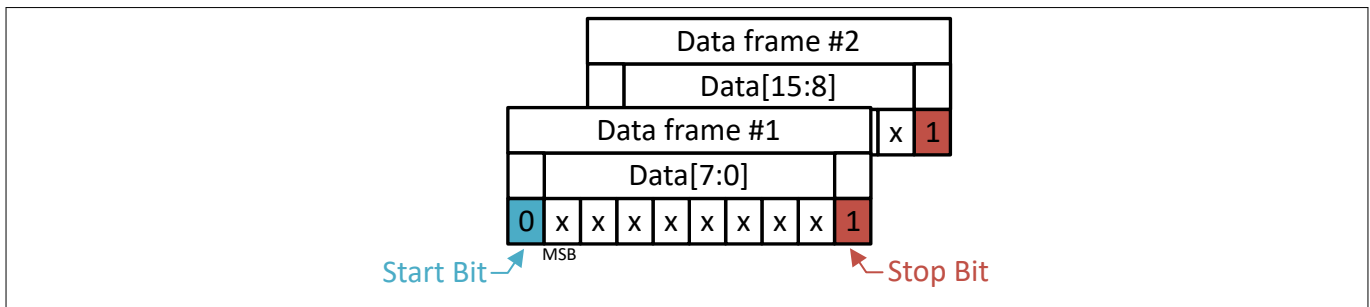 Data frame #2
Data[15:8]
x 1
Data frame #1
Data[7:0]
0 x x x x x x x x 1
MSB
Start Bit
Stop Bit